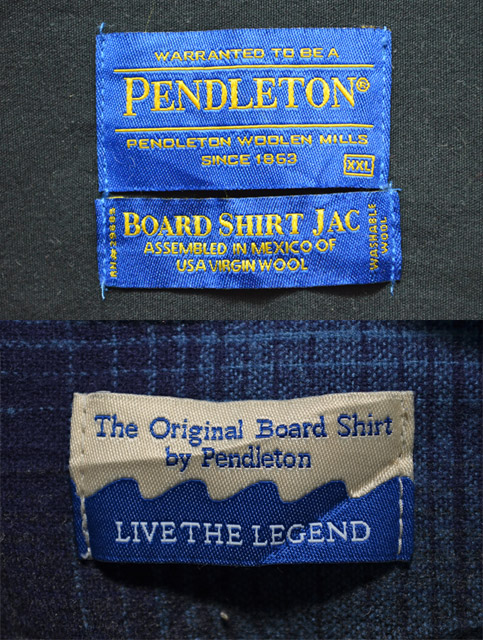 WARRANTED TO BE A
PENDLETON®
PENDLETON WOOLEN MILLS
SINCE 1863
XXL
BOARD SHIRT JAC
ASSEMBLED IN MEXICO OF
USA VIRGIN WOOL
WASHABLE
WOOL
The Original Board Shirt
by Pendleton
LIVE THE LEGEND